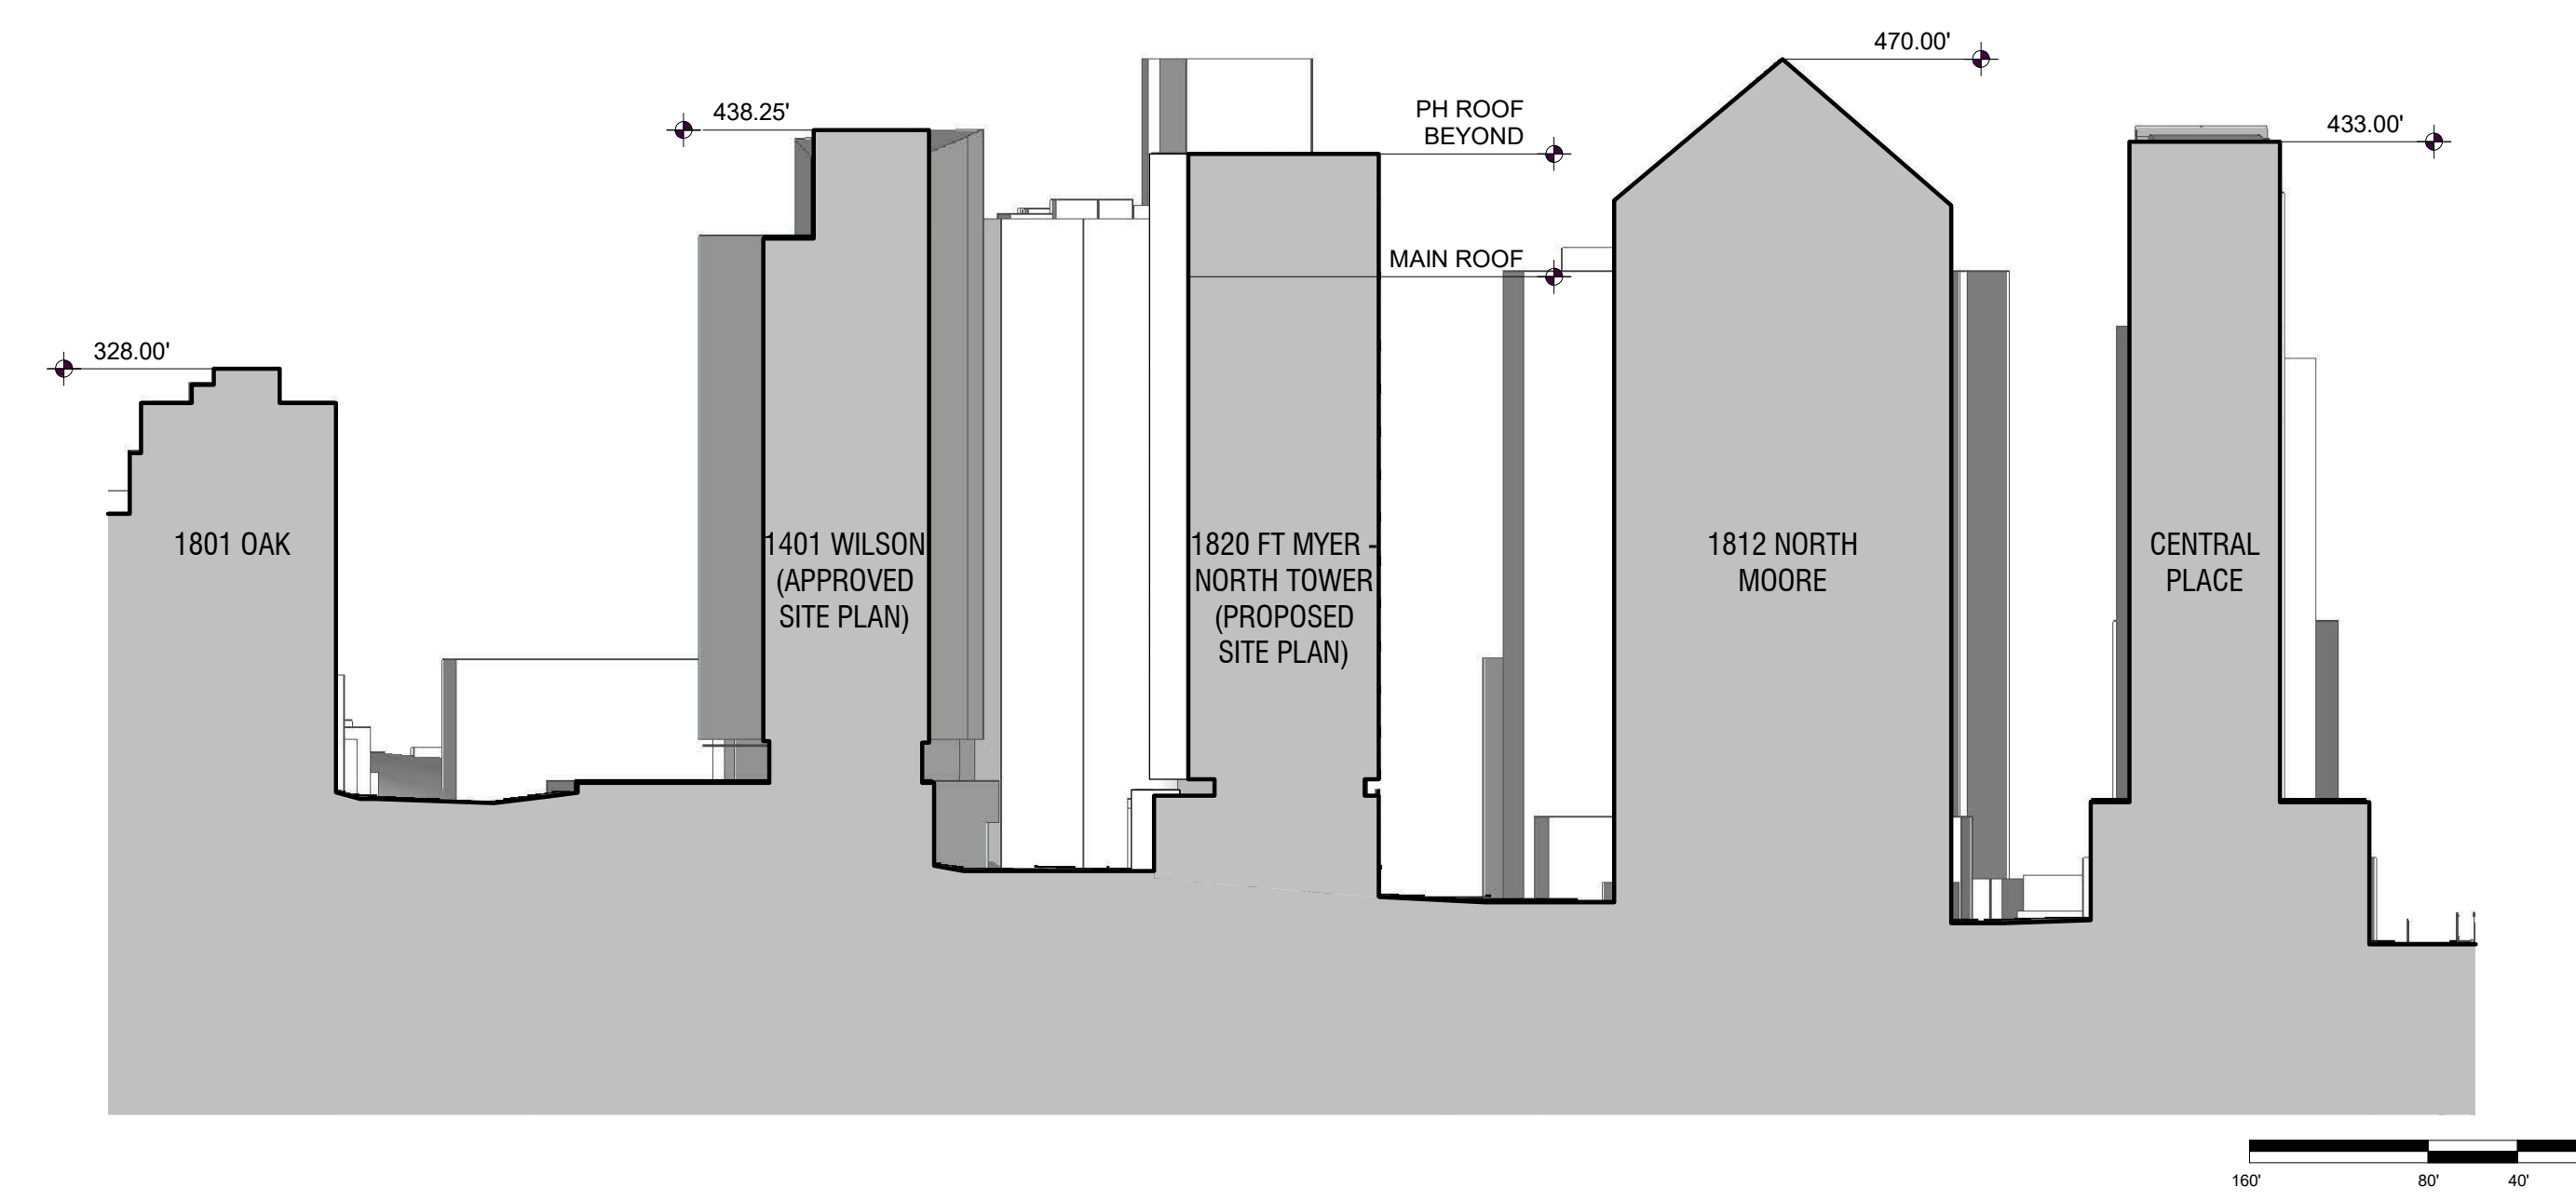 470.00'
438.25'
PH ROOF
BEYOND
433.00'
MAIN ROOF
328.00'
1801 OAK
1401 WILSON
(APPROVED
SITE PLAN)
1820 FT MYER -
NORTH TOWER
(PROPOSED
SITE PLAN)
1812 NORTH
MOORE
CENTRAL
PLACE
160' 80' 40'